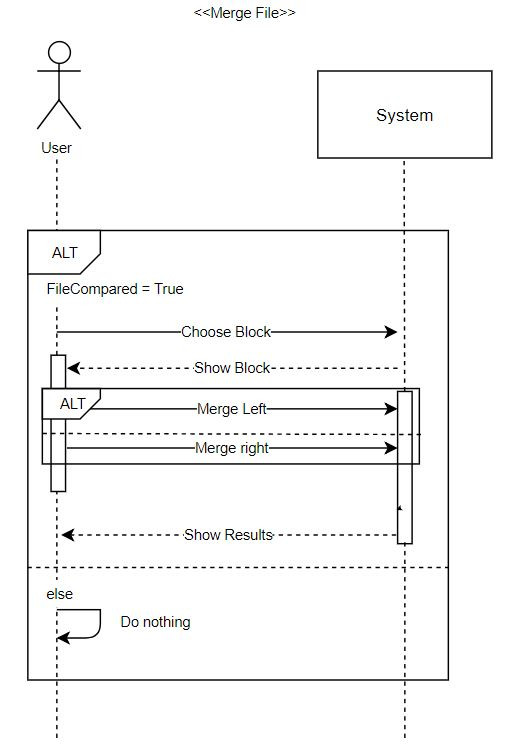 <<Merge File>>
User
System
ALT
FileCompared = True
Choose Block
Show Block
ALT
Merge Left
Merge right
Show Results
else
Do nothing